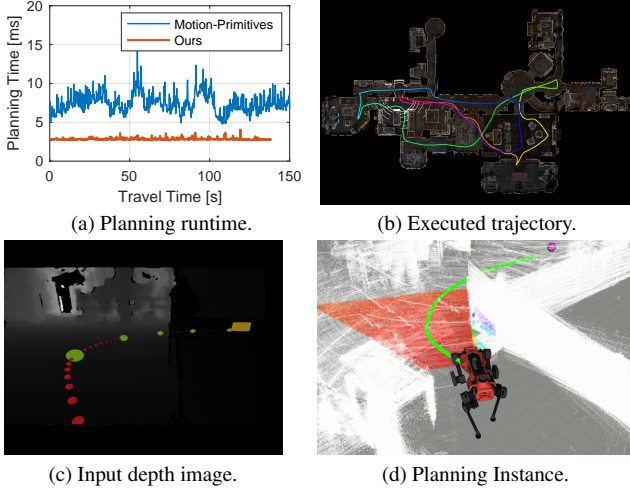 20
15
10
5
0
Planning Time [ms]
Motion-Primitives
Ours
0
50
100
150
Travel Time [s]
(a) Planning runtime.
(b) Executed trajectory.
(c) Input depth image.
(d) Planning Instance.